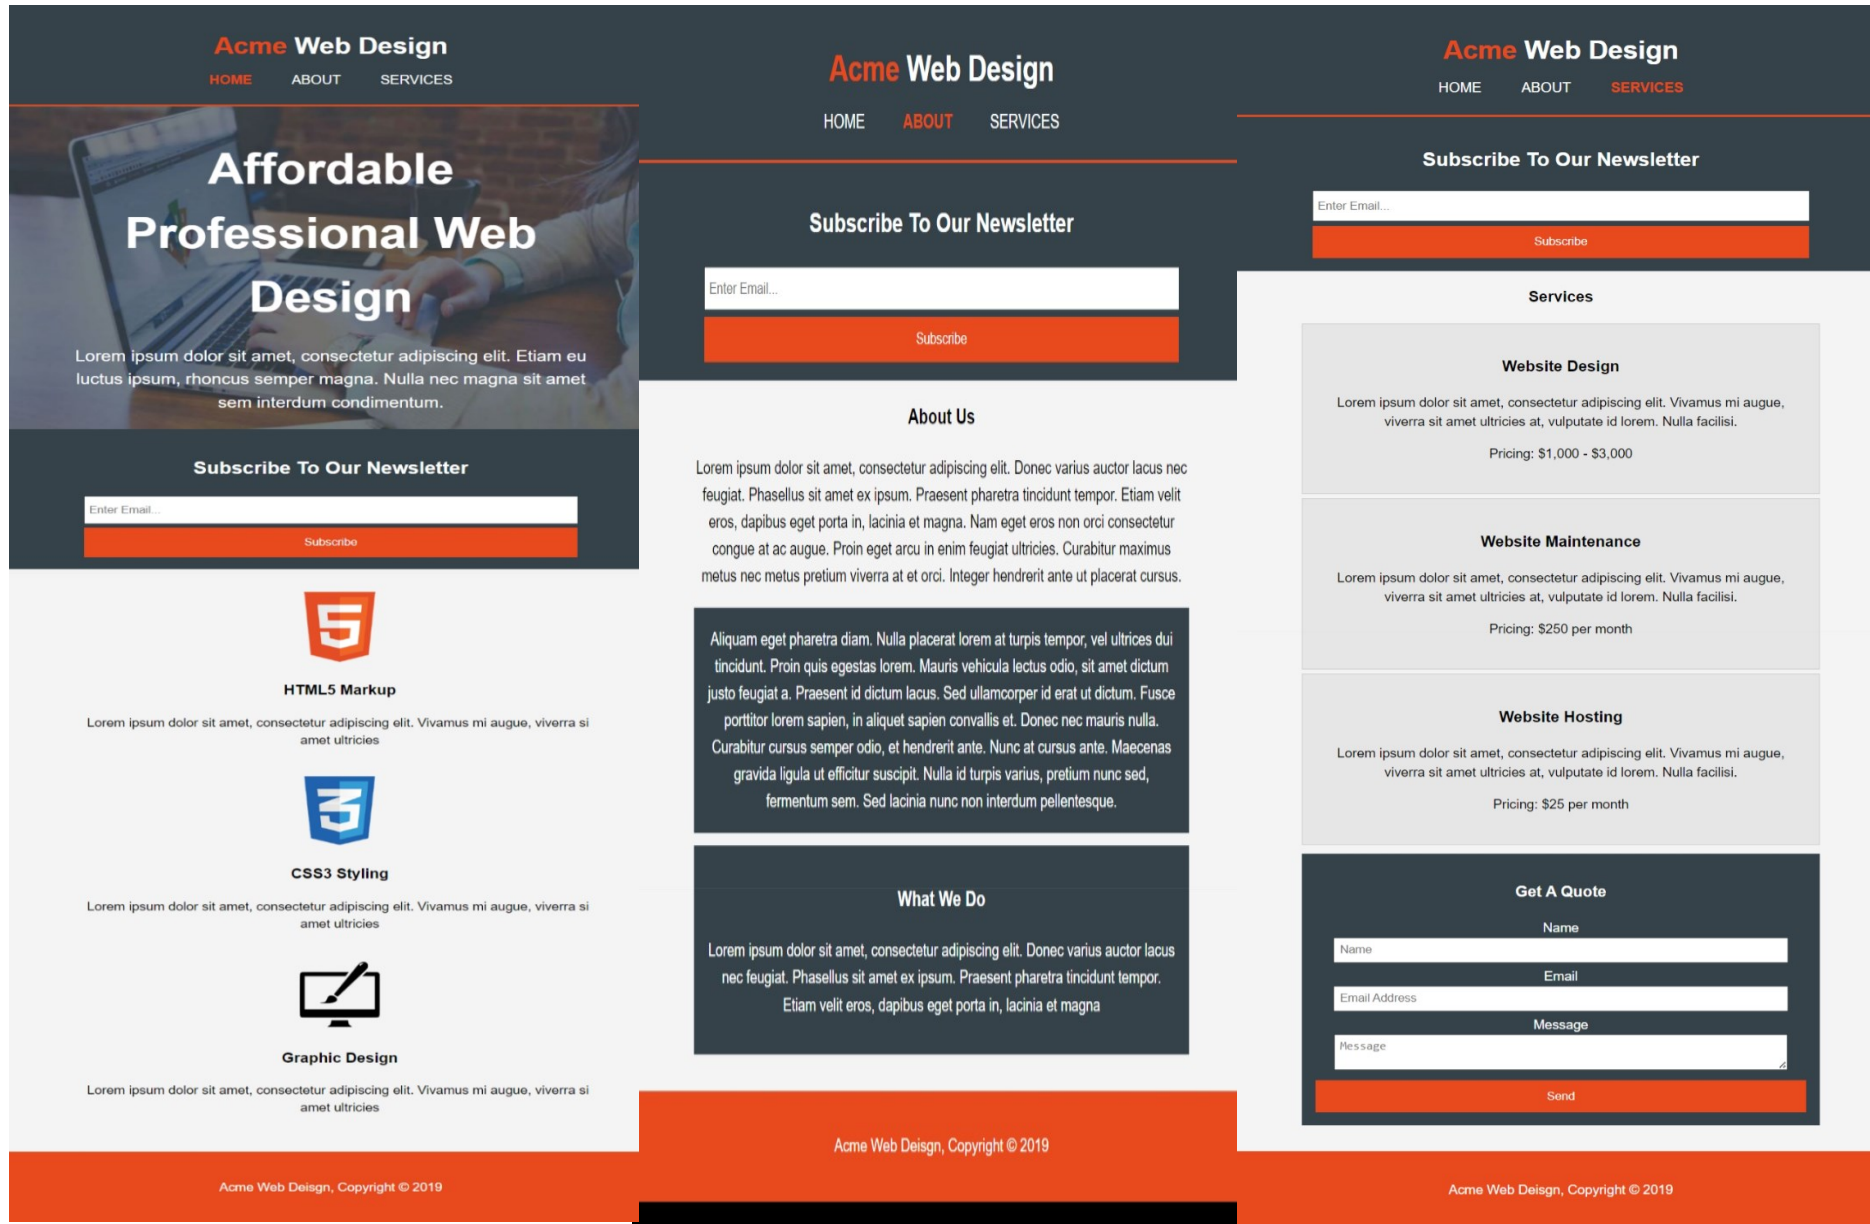 Acme Web Design
HOME ABOUT SERVICES
Affordable
Professional Web
Design
Lorem ipsum dolor sit amet, consectetur adipiscing elit. Etiam eu
luctus ipsum, rhoncus semper magna. Nulla nec magna sit amet
sem interdum condimentum.
Subscribe To Our Newsletter
Enter Email...
Subscribe
5
HTML5 Markup
Lorem ipsum dolor sit amet, consectetur adipiscing elit. Vivamus mi augue, viverra si
amet ultricies
3
CSS3 Styling
Lorem ipsum dolor sit amet, consectetur adipiscing elit. Vivamus mi augue, viverra si
amet ultricies
Graphic Design
Lorem ipsum dolor sit amet, consectetur adipiscing elit. Vivamus mi augue, viverra si
amet ultricies
Acme Web Deisgn, Copyright © 2019
Acme Web Design
HOME ABOUT SERVICES
Subscribe To Our Newsletter
Enter Email...
Subscribe
About Us
Lorem ipsum dolor sit amet, consectetur adipiscing elit. Donec varius auctor lacus nec
feugiat. Phasellus sit amet ex ipsum. Praesent pharetra tincidunt tempor. Etiam velit
eros, dapibus eget porta in, lacinia et magna. Nam eget eros non orci consectetur
congue at ac augue. Proin eget arcu in enim feugiat ultricies. Curabitur maximus
metus nec metus pretium viverra at et orci. Integer hendrerit ante ut placerat cursus.
Aliquam eget pharetra diam. Nulla placerat lorem at turpis tempor, vel ultrices dui
tincidunt. Proin quis egestas lorem. Mauris vehicula lectus odio, sit amet dictum
justo feugiat a. Praesent id dictum lacus. Sed ullamcorper id erat ut dictum. Fusce
porttitor lorem sapien, in aliquet sapien convallis et. Donec nec mauris nulla.
Curabitur cursus semper odio, et hendrerit ante. Nunc at cursus ante. Maecenas
gravida ligula ut efficitur suscipit. Nulla id turpis varius, pretium nunc sed,
fermentum sem. Sed lacinia nunc non interdum pellentesque.
What We Do
Lorem ipsum dolor sit amet, consectetur adipiscing elit. Donec varius auctor lacus
nec feugiat. Phasellus sit amet ex ipsum. Praesent pharetra tincidunt tempor.
Etiam velit eros, dapibus eget porta in, lacinia et magna
Acme Web Deisgn, Copyright © 2019
Acme Web Design
HOME ABOUT SERVICES
Subscribe To Our Newsletter
Enter Email...
Subscribe
Services
Website Design
Lorem ipsum dolor sit amet, consectetur adipiscing elit. Vivamus mi augue,
viverra sit amet ultricies at, vulputate id lorem. Nulla facilisi.
Pricing: $1,000 - $3,000
Website Maintenance
Lorem ipsum dolor sit amet, consectetur adipiscing elit. Vivamus mi augue,
viverra sit amet ultricies at, vulputate id lorem. Nulla facilisi.
Pricing: $250 per month
Website Hosting
Lorem ipsum dolor sit amet, consectetur adipiscing elit. Vivamus mi augue,
viverra sit amet ultricies at, vulputate id lorem. Nulla facilisi.
Pricing: $25 per month
Get A Quote
Name
Name
Email
Email Address
Message
Message
Send
Acme Web Deisgn, Copyright © 2019